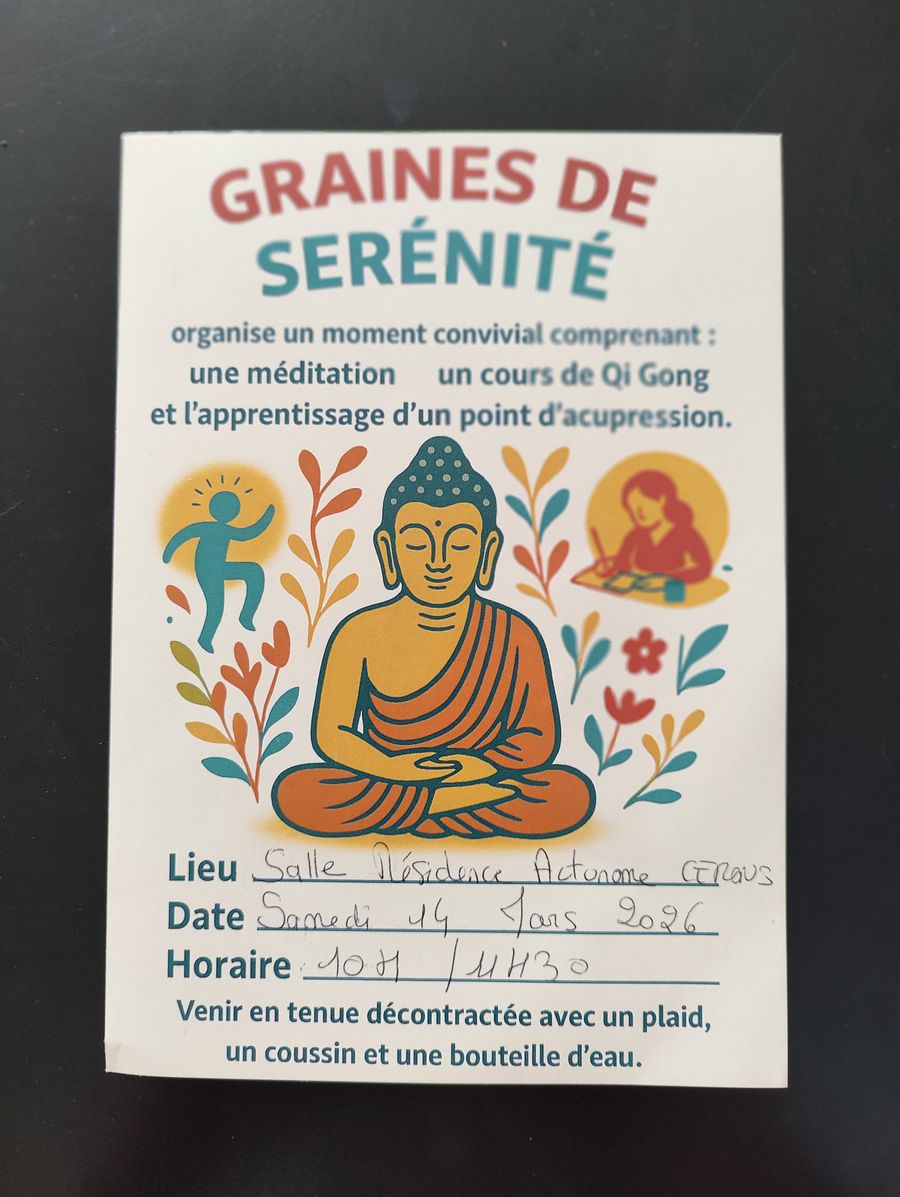 GRAINES DE
SERÉNITÉ
organise un moment convivial comprenant :
une méditation un cours de Qi Gong
et l'apprentissage d'un point d'acupression.
Lieu Salle Résidence Autonome
Date Samedi 14 Mars 2026
Horaire 10H / 11H30
Venir en tenue décontractée avec un plaid,
un coussin et une bouteille d'eau.